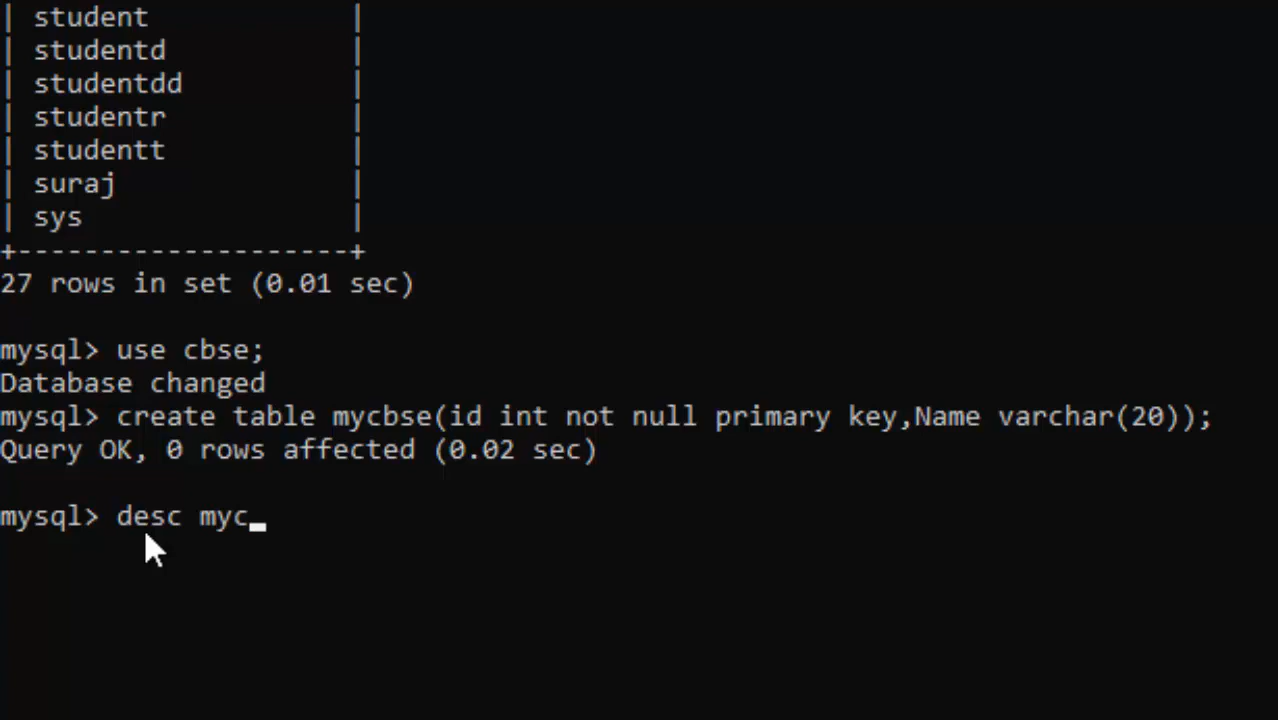 | student            |
| studentd           |
| studentdd          |
| studentr           |
| studentt           |
| suraj              |
| sys                |
+--------------------+
27 rows in set (0.01 sec)
mysql> use cbse;
Database changed
mysql> create table mycbse(id int not null primary key,Name varchar(20));
Query OK, 0 rows affected (0.02 sec)
mysql> desc myc_